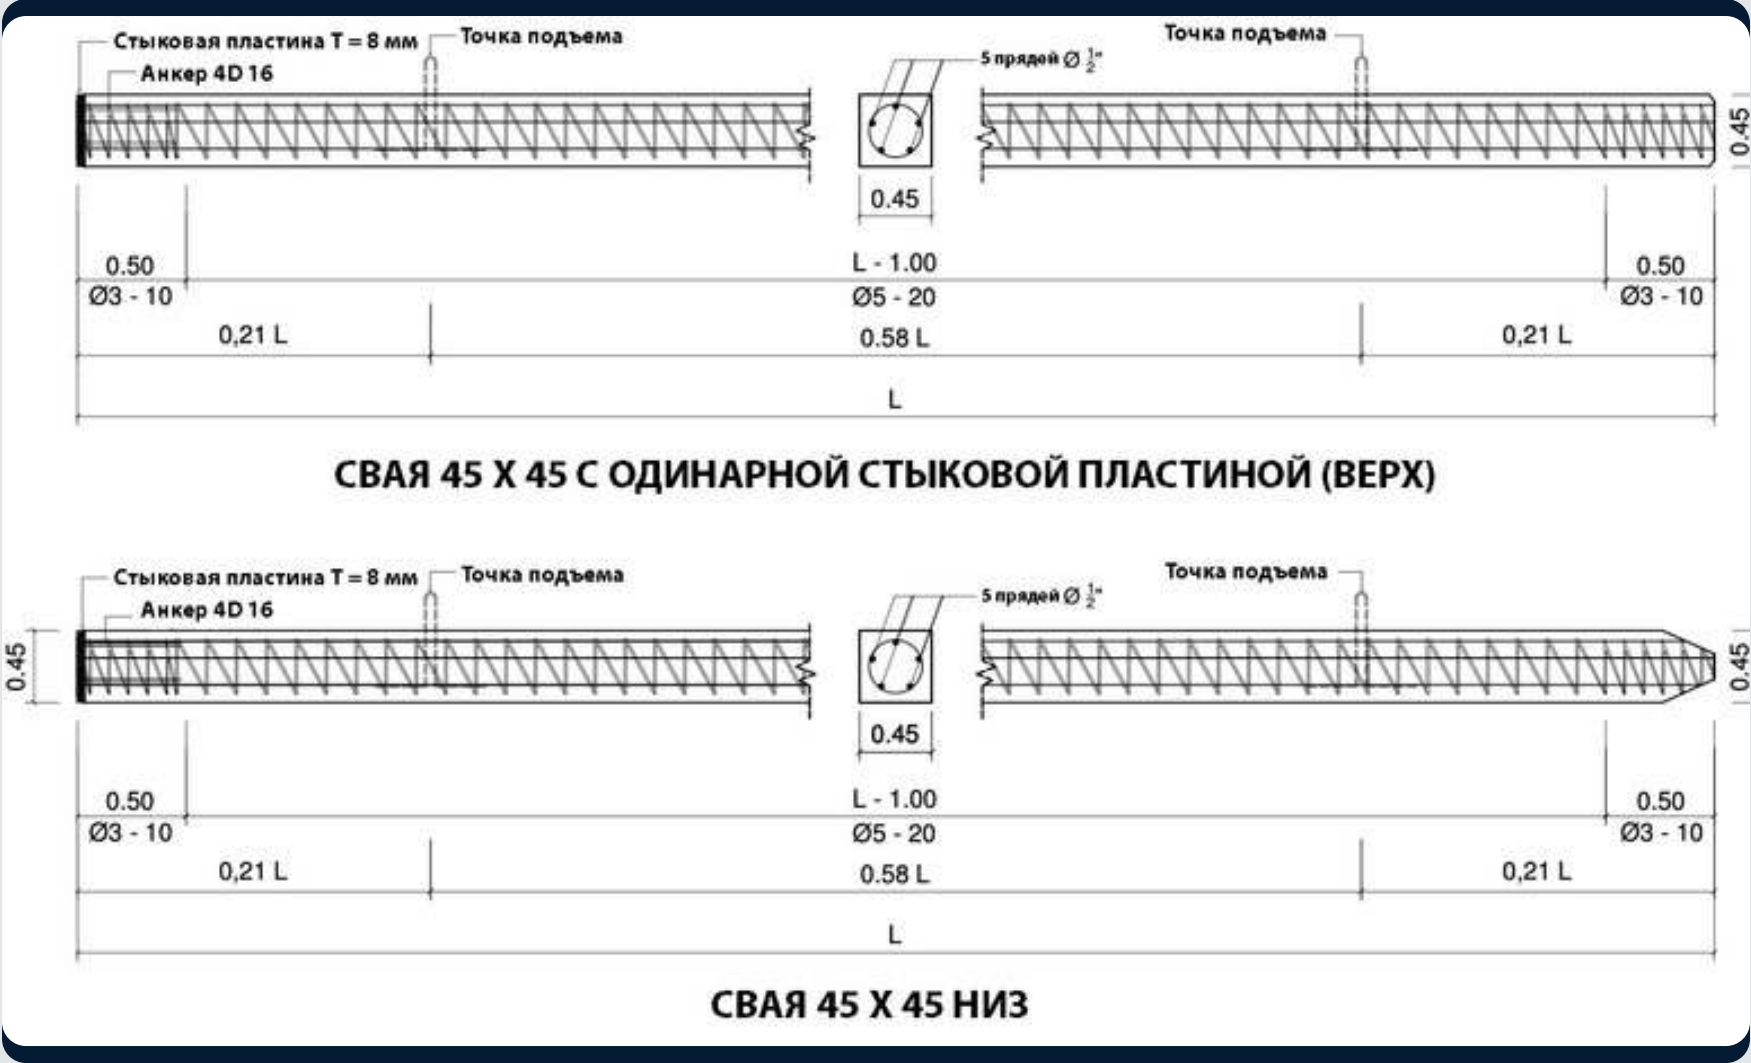 Стыковая пластина T = 8 мм
Точка подъема
Точка подъема
Анкер 4D 16
5 прядей Ø ½"
0.45
0.45
0.50
L - 1.00
0.50
Ø3 - 10
Ø5 - 20
Ø3 - 10
0,21 L
0.58 L
0,21 L
L
СВАЯ 45 X 45 С ОДИНАРНОЙ СТЫКОВОЙ ПЛАСТИНОЙ (ВЕРХ)
Стыковая пластина T = 8 мм
Точка подъема
Точка подъема
Анкер 4D 16
5 прядей Ø ½"
0.45
0.45
0.45
0.50
L - 1.00
0.50
Ø3 - 10
Ø5 - 20
Ø3 - 10
0,21 L
0.58 L
0,21 L
L
СВАЯ 45 X 45 НИЗ